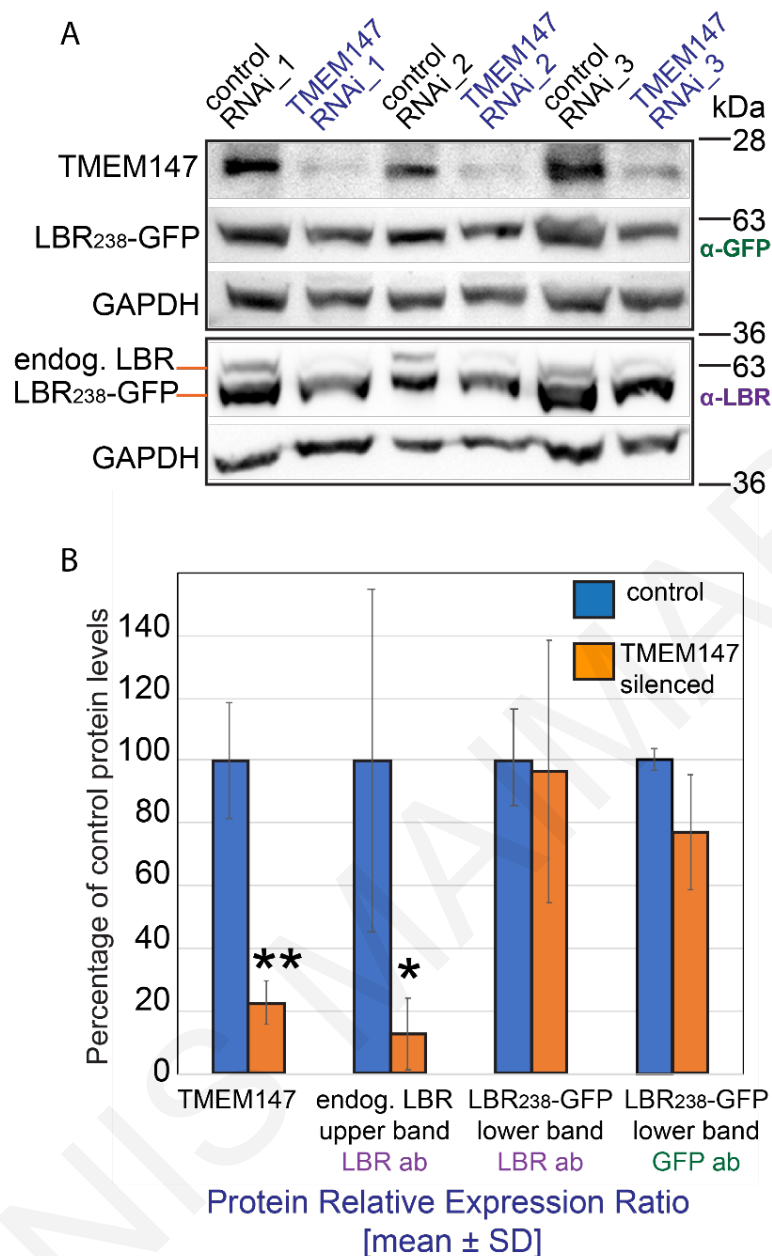 A
control
RNAi_1
TMEM147
RNAi_1
control
RNAi_2
TMEM147
RNAi_2
control
RNAi_3
TMEM147
RNAi_3
kDa
TMEM147
28
LBR238-GFP
63
α-GFP
GAPDH
36
endog. LBR
63
LBR238-GFP
α-LBR
GAPDH
36
B
control
TMEM147
silenced
Percentage of control protein levels
140
120
100
80
60
40
20
0
**
*
TMEM147
endog. LBR
upper band
LBR ab
LBR238-GFP
lower band
LBR ab
LBR238-GFP
lower band
GFP ab
Protein Relative Expression Ratio
[mean ± SD]
NIS MAIMAR